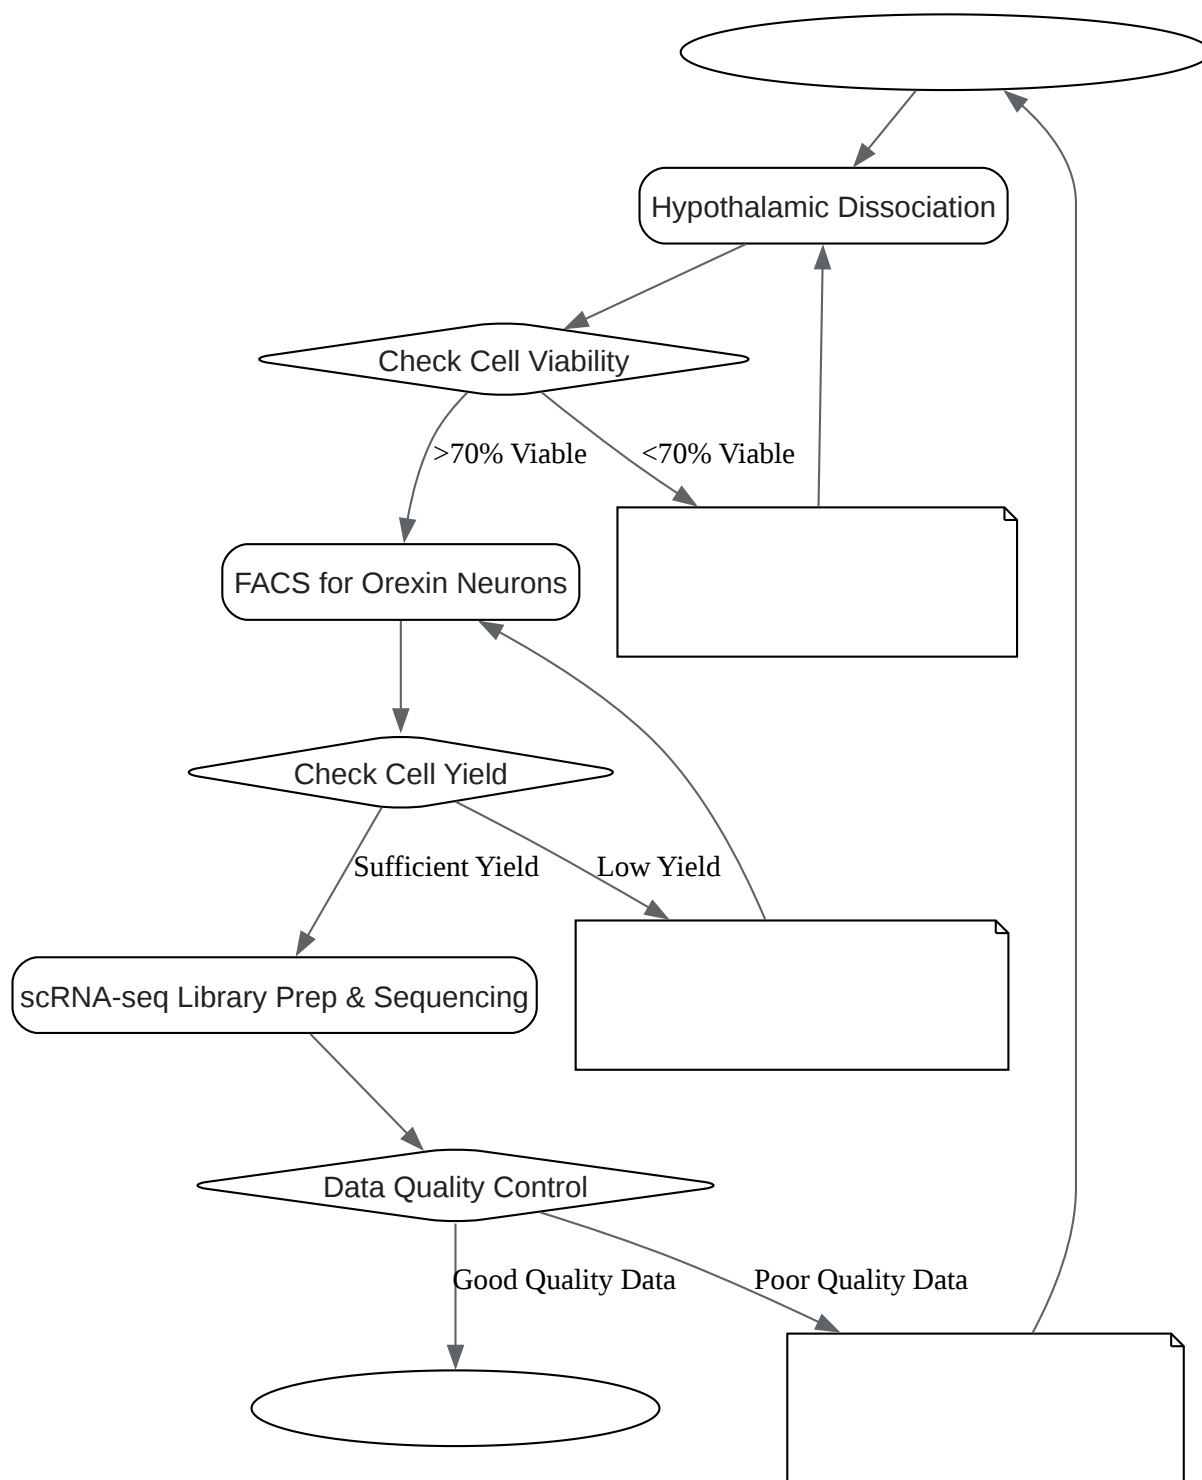 Hypothalamic Dissociation
Check Cell Viability
>70% Viable
<70% Viable
FACS for Orexin Neurons
Check Cell Yield
Sufficient Yield
Low Yield
scRNA-seq Library Prep & Sequencing
Data Quality Control
Good Quality Data
Poor Quality Data